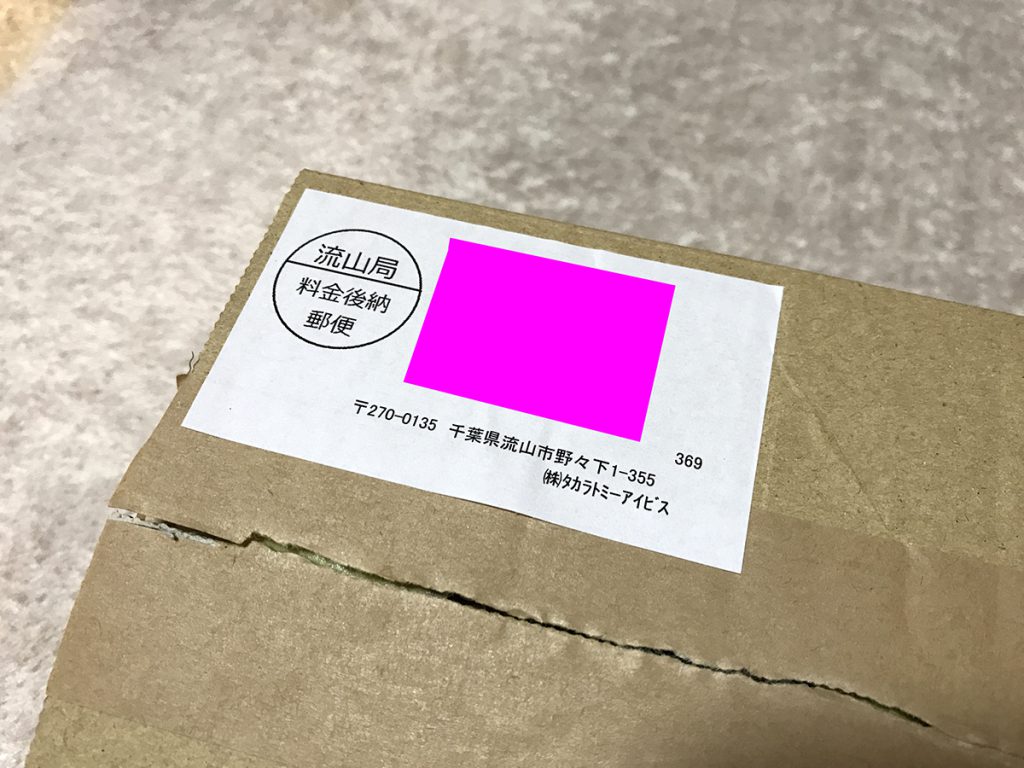 流山局
料金後納
郵便
〒270-0135 千葉県流山市野々下1-355
369
㈱ﾀｶﾗﾄﾐｰｱｲﾋﾞｽ